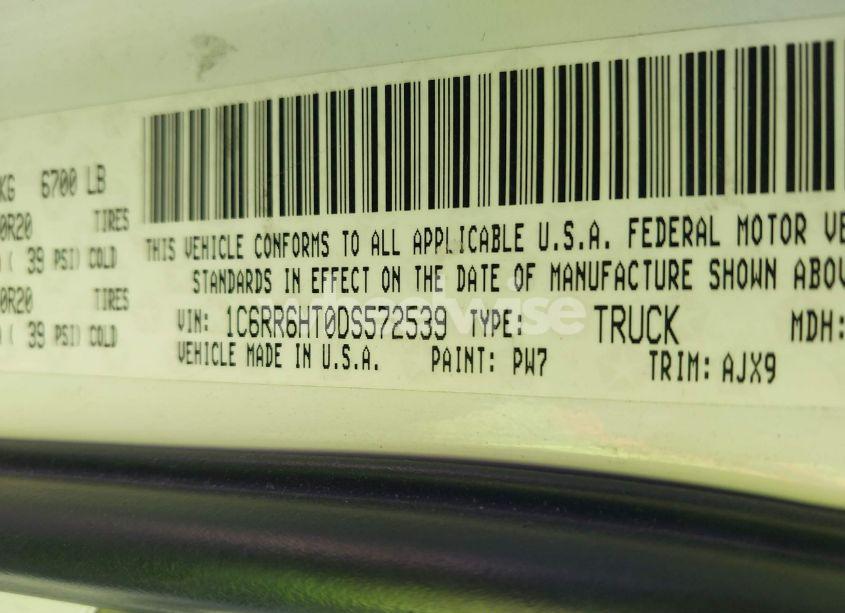 KG 6700 LB
0R20 TIRES
( 39 PSI) COLD
0R20 TIRES
( 39 PSI) COLD
THIS VEHICLE CONFORMS TO ALL APPLICABLE U.S.A. FEDERAL MOTOR VE
STANDARDS IN EFFECT ON THE DATE OF MANUFACTURE SHOWN ABOV
VIN: 1C6RR6HT0DS572539 TYPE: TRUCK MDH:
VEHICLE MADE IN U.S.A. PAINT: PW7 TRIM: AJX9
wheelwise